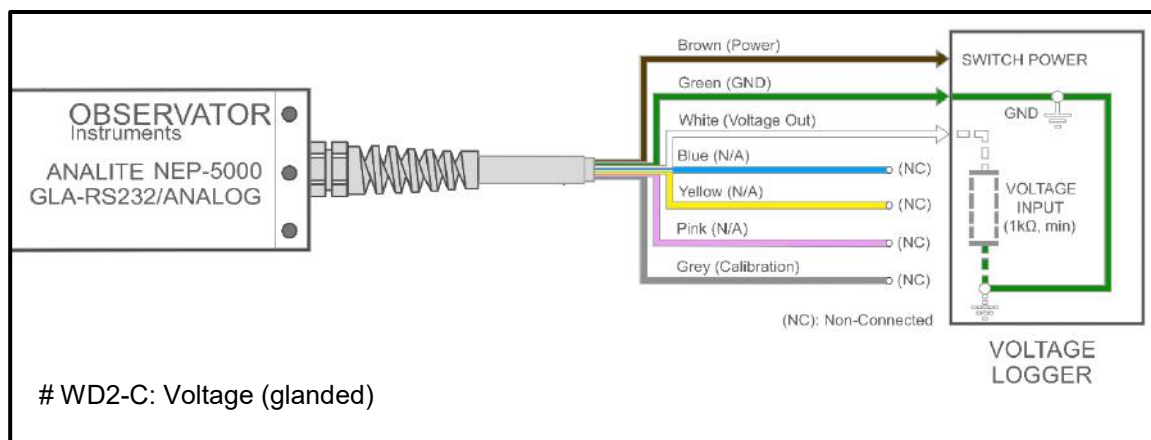 OBSERVATOR
Instruments
ANALITE NEP-5000
GLA-RS232/ANALOG
Brown (Power)
Green (GND)
White (Voltage Out)
Blue (N/A)
(NC)
Yellow (N/A)
(NC)
Pink (N/A)
(NC)
Grey (Calibration)
(NC)
(NC): Non-Connected
SWITCH POWER
GND
VOLTAGE
INPUT
(1kΩ, min)
VOLTAGE
LOGGER
# WD2-C: Voltage (glanded)